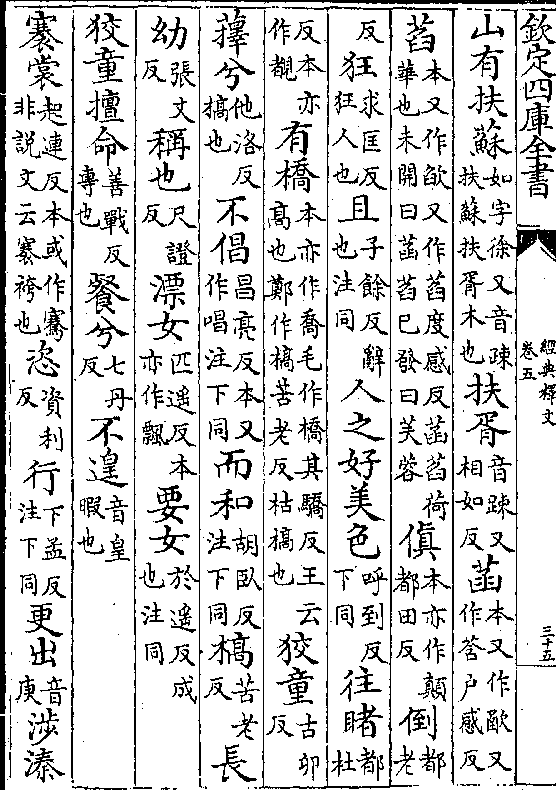 欽定四庫全書
經典釋文
卷五
三十五
山有扶蘇如字徐又音疎扶蘇扶胥木也扶胥音疎又相如反菡本又作歐又作莟户感反
萏本又作歆又作萏度感反菡萏荷華也未開曰菡萏已發曰芙蓉傎本亦作顛都田反倒都老
反狂求匡反狂人也且子餘反辭也注同人之好美色呼到反下同往睹都杜
反本亦作覩有橋本亦作喬毛作橋其驕反王云高也鄭作槁苦老反枯槁也狡童古卯反
蘀兮他洛反槁也不倡昌亮反本又作唱注下同而和胡臥反注下同槁苦老反長
幼張丈反稱也尺證反漂女匹遥反本亦作飄要女於遥反成也注同
狡童擅命善戰反專也餐兮七丹反不遑音皇暇也
褰裳起連反本或作騫非説文云褰袴也恣資利反行下孟反注下同更出音庚涉溱